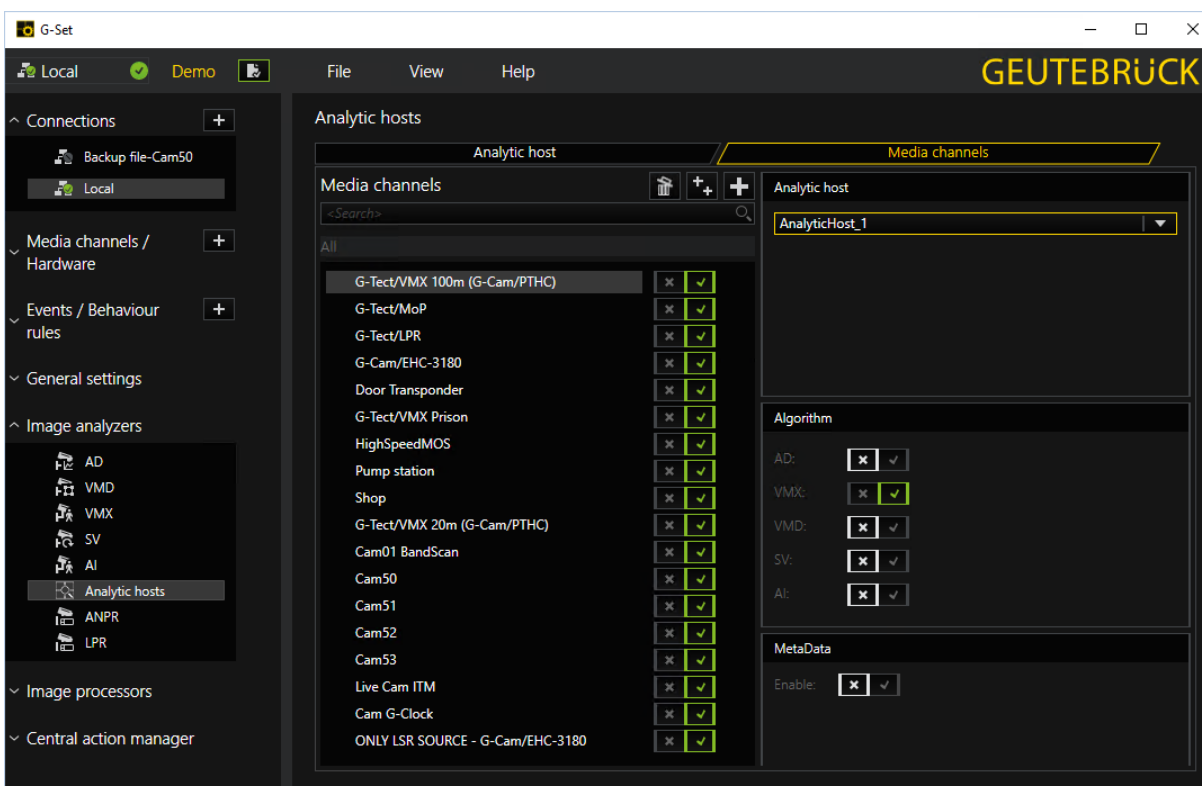 G-Set
Local
Demo
File
View
Help
GEUTEBRÜCK
Connections
Backup file-Cam50
Local
Media channels /
Hardware
Events / Behaviour
rules
General settings
Image analyzers
AD
VMD
VMX
SV
AI
Analytic hosts
ANPR
LPR
Image processors
Central action manager
Analytic hosts
Analytic host
Media channels
Media channels
<Search>
All
G-Tect/VMX 100m (G-Cam/PTHC)
G-Tect/MoP
G-Tect/LPR
G-Cam/EHC-3180
Door Transponder
G-Tect/VMX Prison
HighSpeedMOS
Pump station
Shop
G-Tect/VMX 20m (G-Cam/PTHC)
Cam01 BandScan
Cam50
Cam51
Cam52
Cam53
Live Cam ITM
Cam G-Clock
ONLY LSR SOURCE - G-Cam/EHC-3180
Analytic host
AnalyticHost_1
Algorithm
AD:
VMX:
VMD:
SV:
AI:
MetaData
Enable: